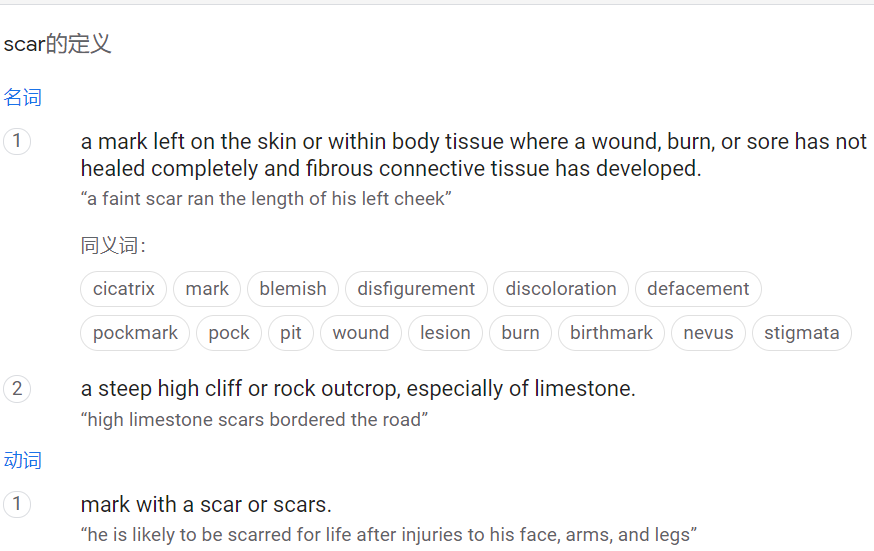 scar的定义
名词
1 a mark left on the skin or within body tissue where a wound, burn, or sore has not
healed completely and fibrous connective tissue has developed.
“a faint scar ran the length of his left cheek”
同义词：
cicatrix mark blemish disfigurement discoloration defacement
pockmark pock pit wound lesion burn birthmark nevus stigmata
2 a steep high cliff or rock outcrop, especially of limestone.
“high limestone scars bordered the road”
动词
1 mark with a scar or scars.
“he is likely to be scarred for life after injuries to his face, arms, and legs”